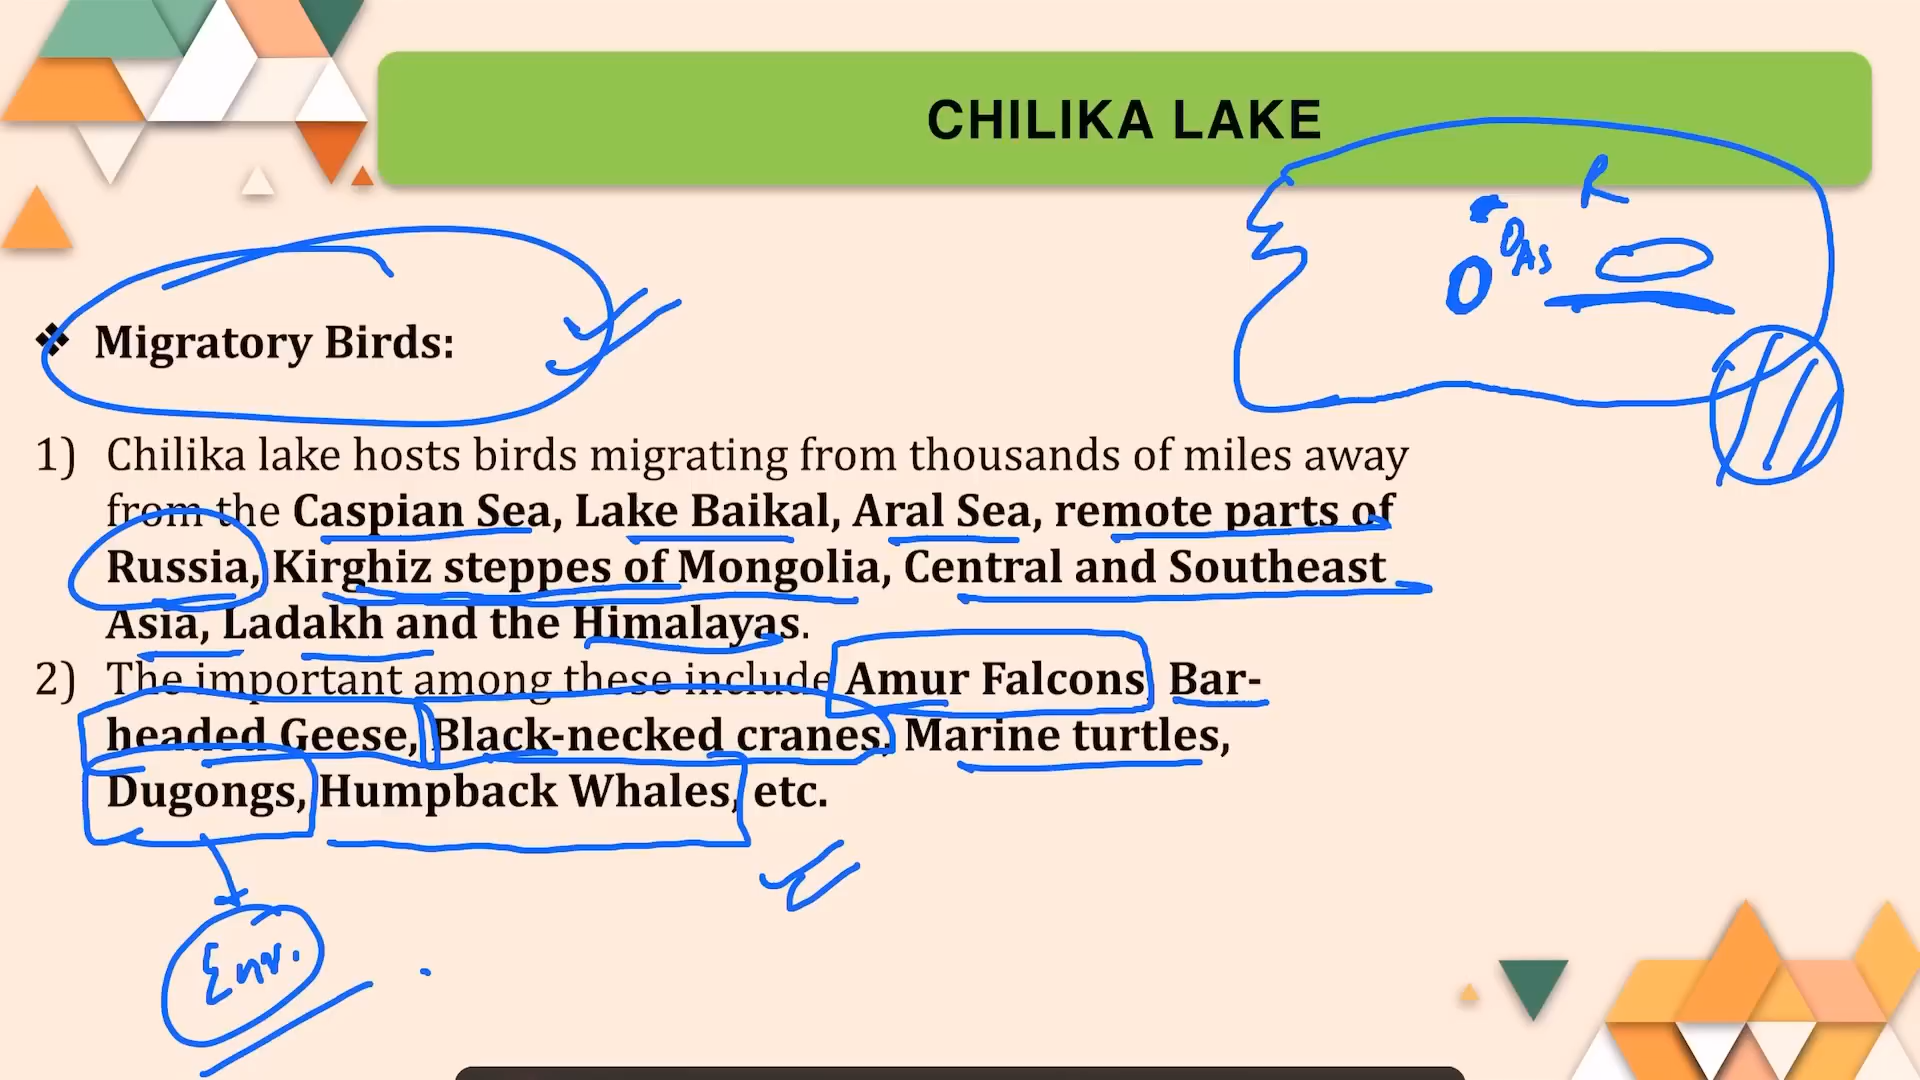 CHILIKA LAKE
R
As
❖ Migratory Birds:
1) Chilika lake hosts birds migrating from thousands of miles away
from the Caspian Sea, Lake Baikal, Aral Sea, remote parts of
Russia, Kirghiz steppes of Mongolia, Central and Southeast
Asia, Ladakh and the Himalayas.
2) The important among these include Amur Falcons, Bar-
headed Geese, Black-necked cranes, Marine turtles,
Dugongs, Humpback Whales, etc.
Env.